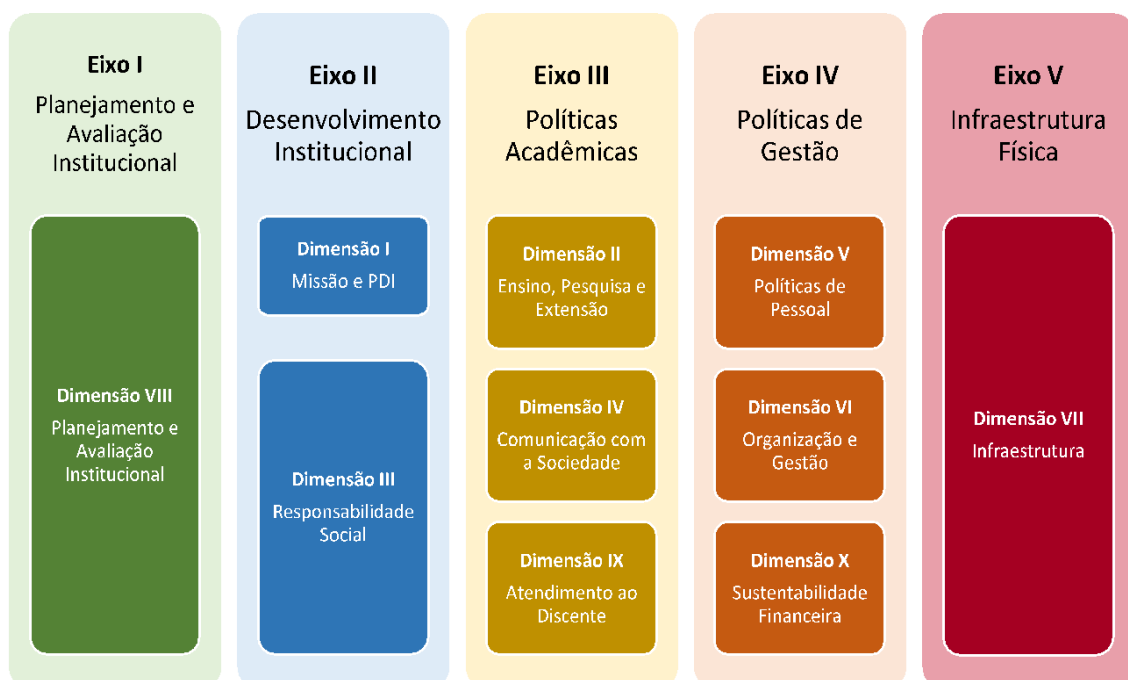 Eixo I
Planejamento e
Avaliação
Institucional
Dimensão VIII
Planejamento e
Avaliação
Institucional
Eixo II
Desenvolvimento
Institucional
Dimensão I
Missão e PDI
Dimensão III
Responsabilidade
Social
Eixo III
Políticas
Acadêmicas
Dimensão II
Ensino, Pesquisa e
Extensão
Dimensão IV
Comunicação com
a Sociedade
Dimensão IX
Atendimento ao
Discente
Eixo IV
Políticas de
Gestão
Dimensão V
Políticas de
Pessoal
Dimensão VI
Organização e
Gestão
Dimensão X
Sustentabilidade
Financeira
Eixo V
Infraestrutura
Física
Dimensão VII
Infraestrutura